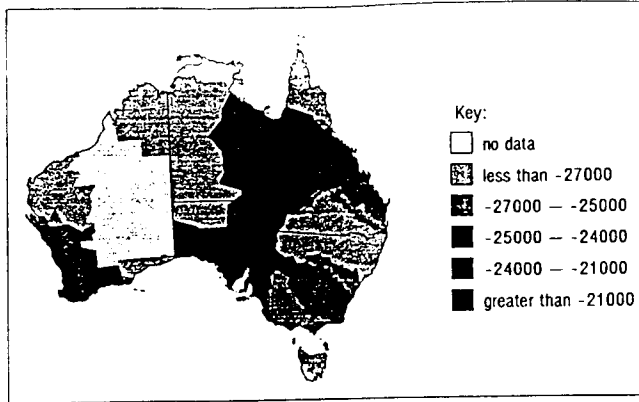 Key:
no data
less than -27000
-27000 — -25000
-25000 — -24000
-24000 — -21000
greater than -21000